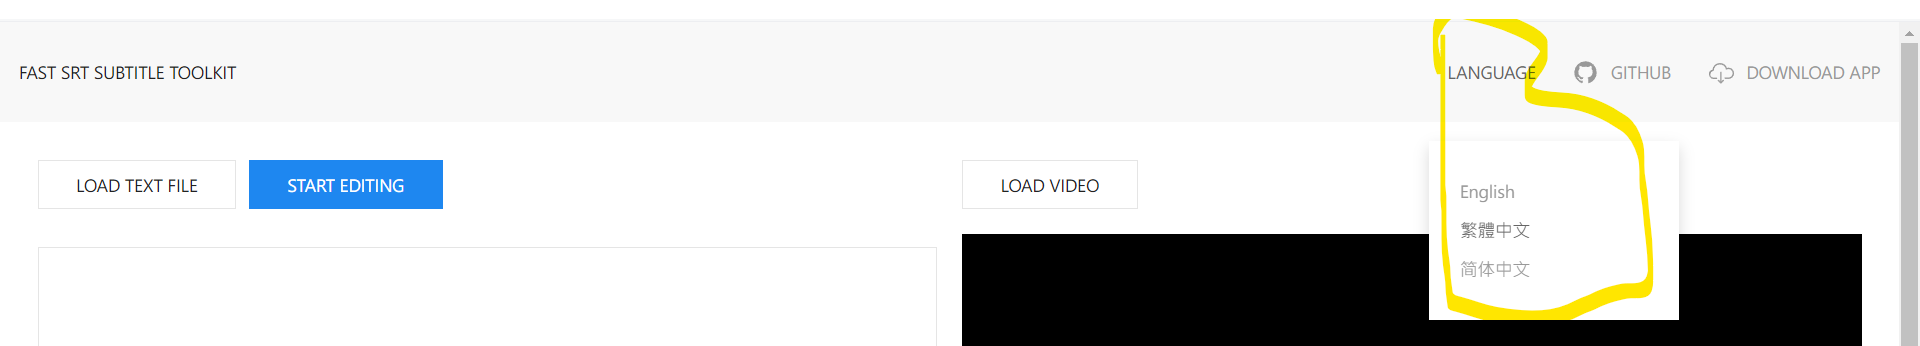 FAST SRT SUBTITLE TOOLKIT
LANGUAGE GITHUB DOWNLOAD APP
LOAD TEXT FILE START EDITING LOAD VIDEO
English
繁體中文
简体中文